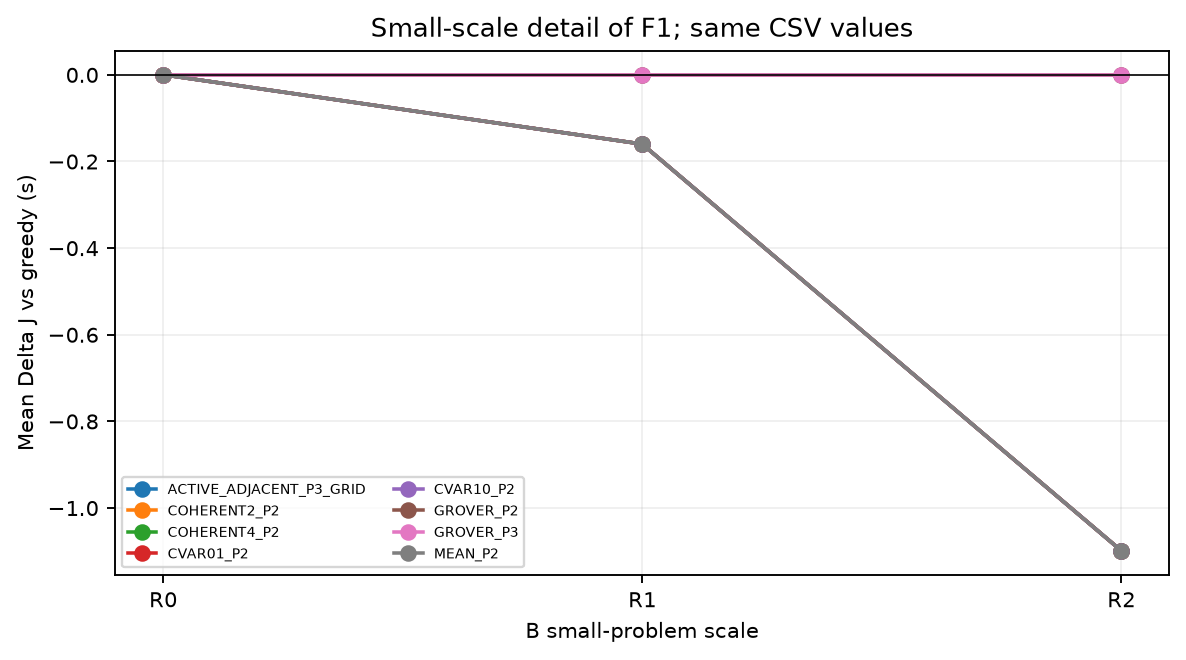 Small-scale detail of F1; same CSV values
Mean Delta J vs greedy (s)
0.0
−0.2
−0.4
−0.6
−0.8
−1.0
ACTIVE_ADJACENT_P3_GRID
COHERENT2_P2
COHERENT4_P2
CVAR01_P2
CVAR10_P2
GROVER_P2
GROVER_P3
MEAN_P2
R0
R1
R2
B small-problem scale